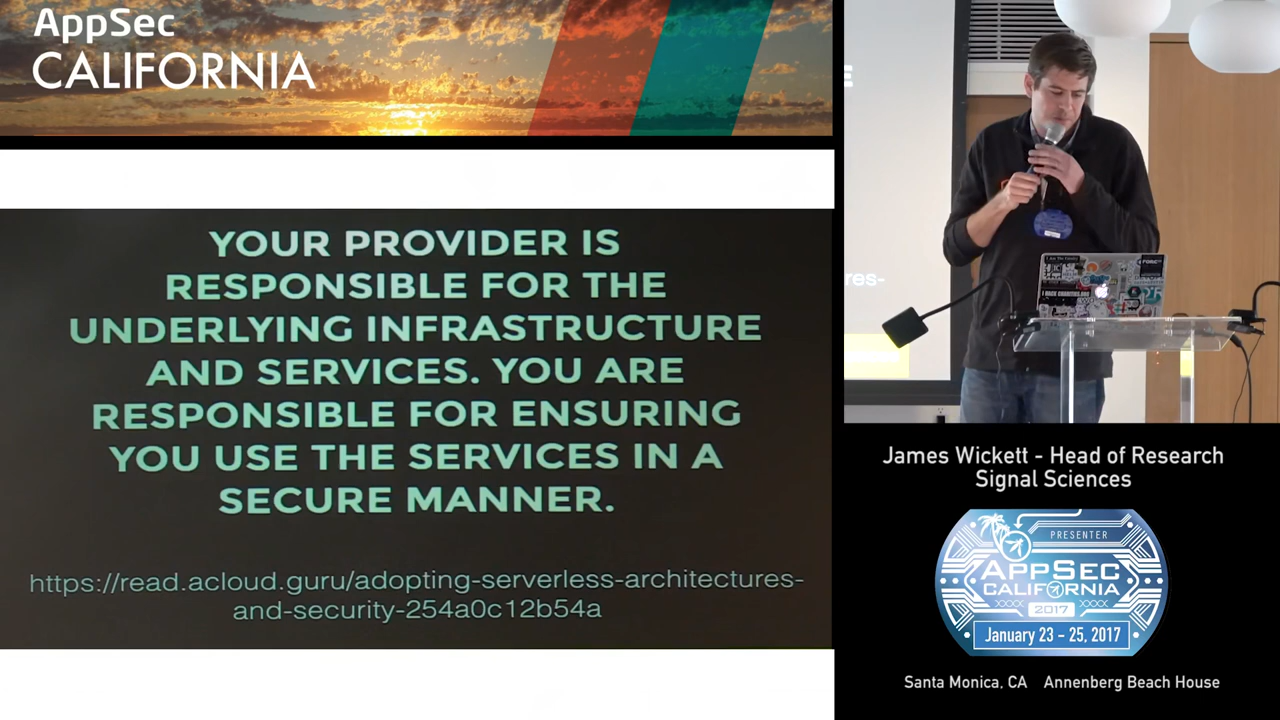 AppSec
CALIFORNIA
YOUR PROVIDER IS
RESPONSIBLE FOR THE
UNDERLYING INFRASTRUCTURE
AND SERVICES. YOU ARE
RESPONSIBLE FOR ENSURING
YOU USE THE SERVICES IN A
SECURE MANNER.
https://read.acloud.guru/adopting-serverless-architectures-
and-security-254a0c12b54a
E
res-
James Wickett - Head of Research
Signal Sciences
PRESENTER
APPSEC
CALIFORNIA
2017
January 23 - 25, 2017
Santa Monica, CA Annenberg Beach House